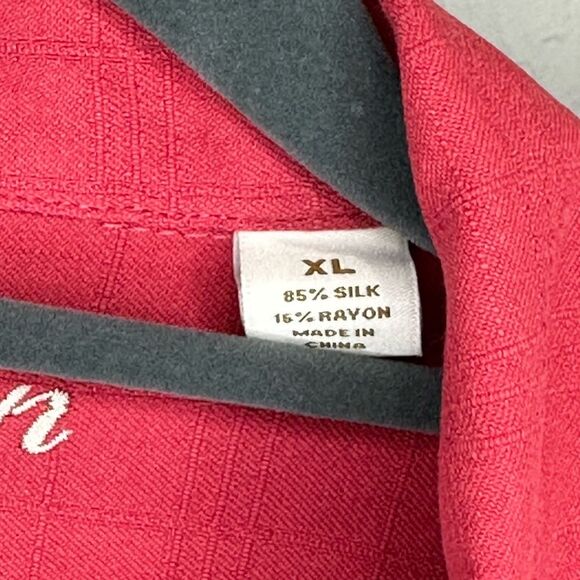 XL
85% SILK
15% RAYON
MADE IN
CHINA
n